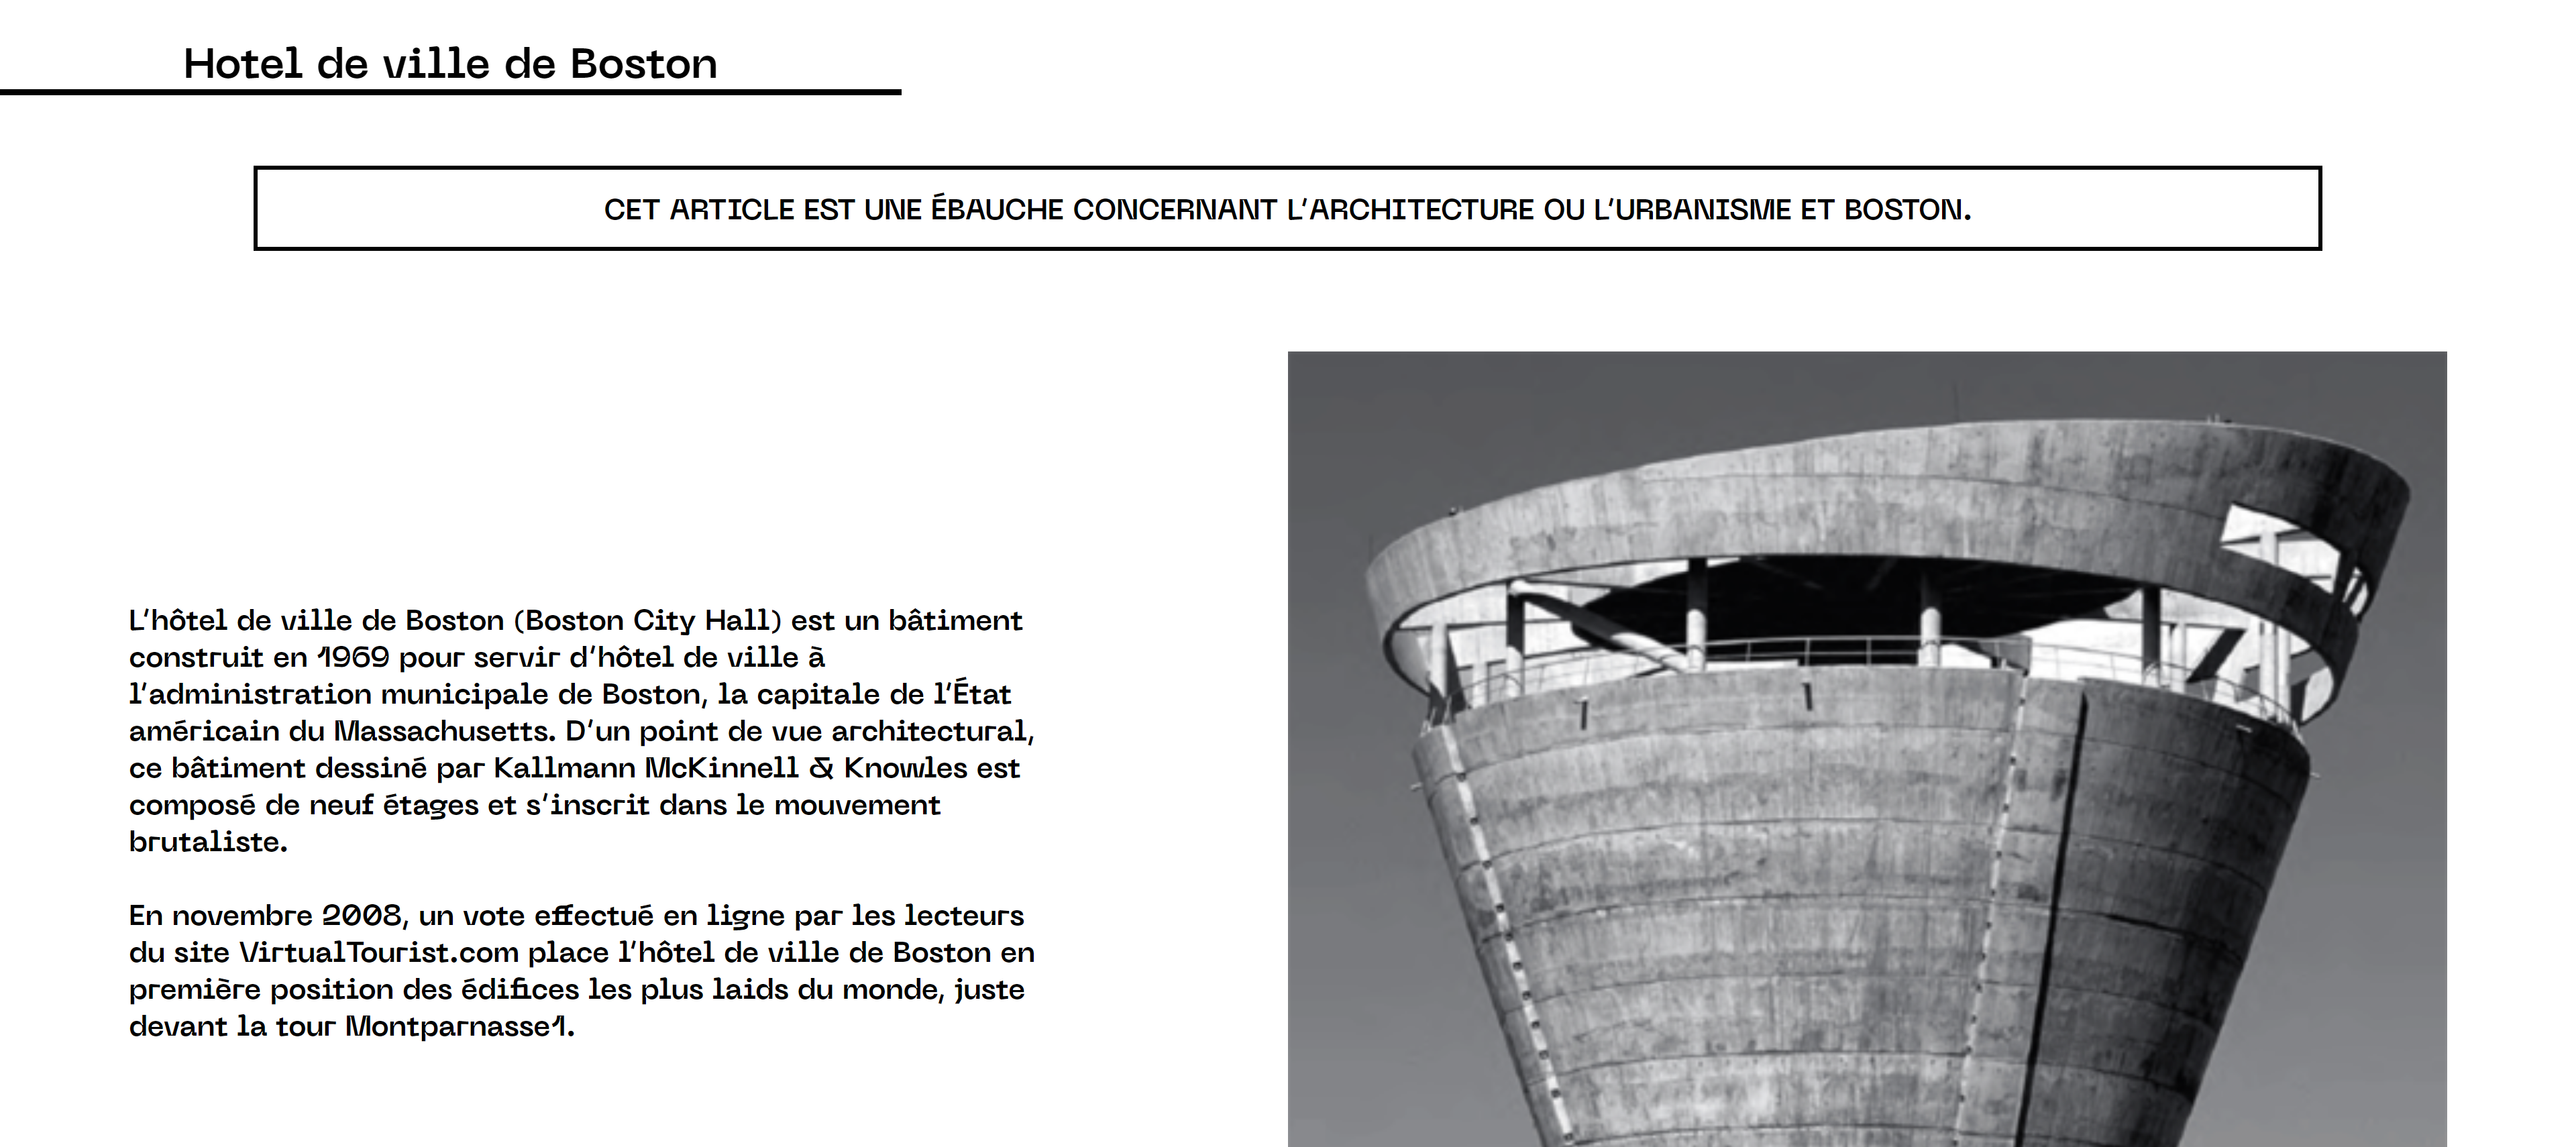 Hotel de ville de Boston
CET ARTICLE EST UNE ÉBAUCHE CONCERNANT L'ARCHITECTURE OU L'URBANISME ET BOSTON.
L'hôtel de ville de Boston (Boston City Hall) est un bâtiment
construit en 1969 pour servir d'hôtel de ville à
l'administration municipale de Boston, la capitale de l'État
américain du Massachusetts. D'un point de vue architectural,
ce bâtiment dessiné par Kallmann McKinnell & Knowles est
composé de neuf étages et s'inscrit dans le mouvement
brutaliste.
En novembre 2008, un vote effectué en ligne par les lecteurs
du site VirtualTourist.com place l'hôtel de ville de Boston en
première position des édifices les plus laids du monde, juste
devant la tour Montparnasse1.